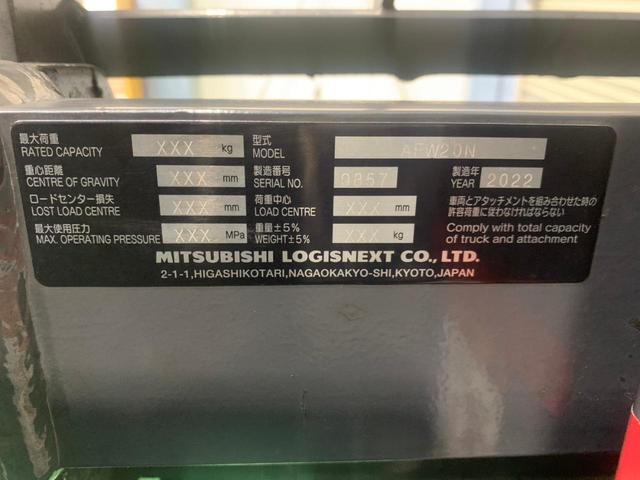 最大荷重 RATED CAPACITY XXX kg 型式 MODEL AFW20N
重心距離 CENTRE OF GRAVITY XXX mm 製造番号 SERIAL NO. 0857 製造年 YEAR 2022
ロードセンター損失 LOST LOAD CENTRE XXX mm 荷重中心 LOAD CENTRE XXX mm 車両とアタッチメントを組み合わせた時の
許容荷重に従わなければならない
最大使用圧力 MAX. OPERATING PRESSURE XXX MPa 重量±5% WEIGHT±5% XXX kg Comply with total capacity
of truck and attachment
MITSUBISHI LOGISNEXT CO., LTD.
2-1-1,HIGASHIKOTARI,NAGAOKAKYO-SHI,KYOTO,JAPAN